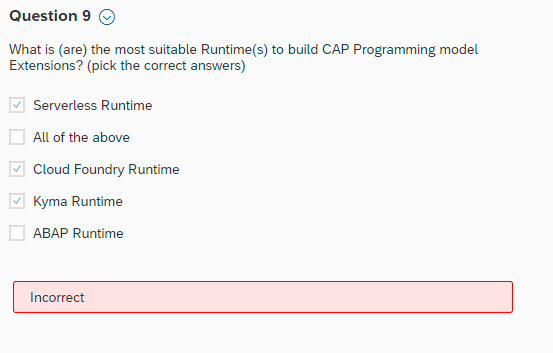 Question 9
What is (are) the most suitable Runtime(s) to build CAP Programming model
Extensions? (pick the correct answers)
Serverless Runtime
All of the above
Cloud Foundry Runtime
Kyma Runtime
ABAP Runtime
Incorrect